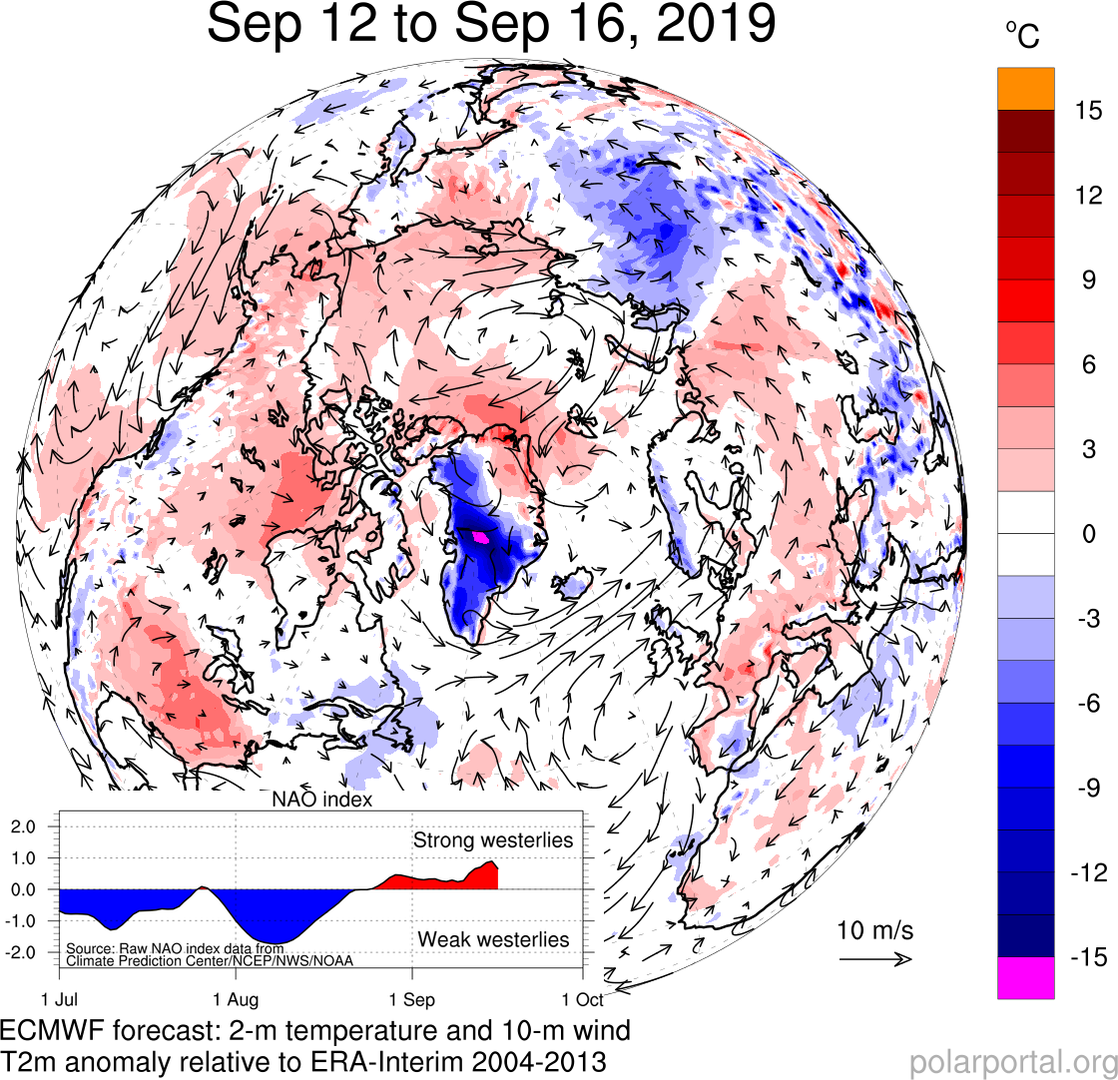 Sep 12 to Sep 16, 2019
°C
15
12
9
6
3
0
-3
-6
-9
-12
-15
NAO index
2.0
1.0
0.0
-1.0
-2.0
Strong westerlies
Weak westerlies
Source: Raw NAO index data from
Climate Prediction Center/NCEP/NWS/NOAA
1 Jul
1 Aug
1 Sep
1 Oct
10 m/s
ECMWF forecast: 2-m temperature and 10-m wind
T2m anomaly relative to ERA-Interim 2004-2013
polarportal.org